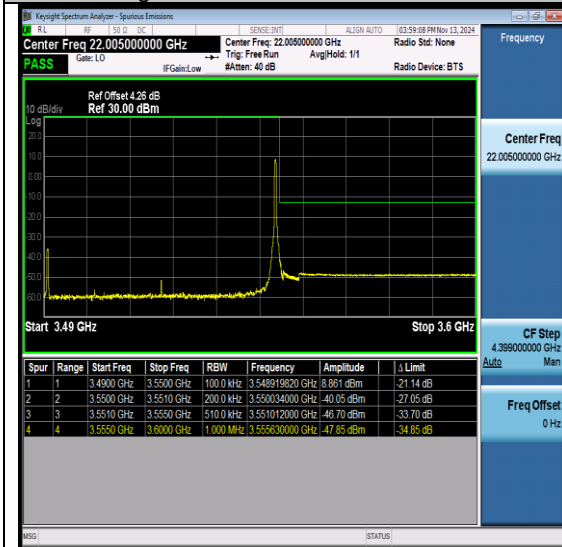 Keysight Spectrum Analyzer - Spurious Emissions
RL RF 50 Ω DC SENSE:INT ALIGN AUTO 03:59:08 PM Nov 13, 2024
Center Freq 22.005000000 GHz Center Freq: 22.005000000 GHz Radio Std: None Frequency
Gate: LO Trig: Free Run Avg|Hold: 1/1
PASS IFGain:Low #Atten: 40 dB Radio Device: BTS
Ref Offset 4.26 dB
10 dB/div Ref 30.00 dBm
Log
20.0
10.0
0.00
-10.0
-20.0
-30.0
-40.0
-50.0
-60.0
Center Freq
22.005000000 GHz
Start 3.49 GHz Stop 3.6 GHz
CF Step
4.399000000 GHz
Auto Man
Freq Offset
0 Hz
Spur Range Start Freq Stop Freq RBW Frequency Amplitude Δ Limit
1 1 3.4900 GHz 3.5500 GHz 100.0 kHz 3.548919820 GHz 8.861 dBm -21.14 dB
2 2 3.5500 GHz 3.5510 GHz 200.0 kHz 3.550034000 GHz -40.05 dBm -27.05 dB
3 3 3.5510 GHz 3.5550 GHz 510.0 kHz 3.551012000 GHz -46.70 dBm -33.70 dB
4 4 3.5550 GHz 3.6000 GHz 1.000 MHz 3.555630000 GHz -47.85 dBm -34.85 dB
MSG STATUS